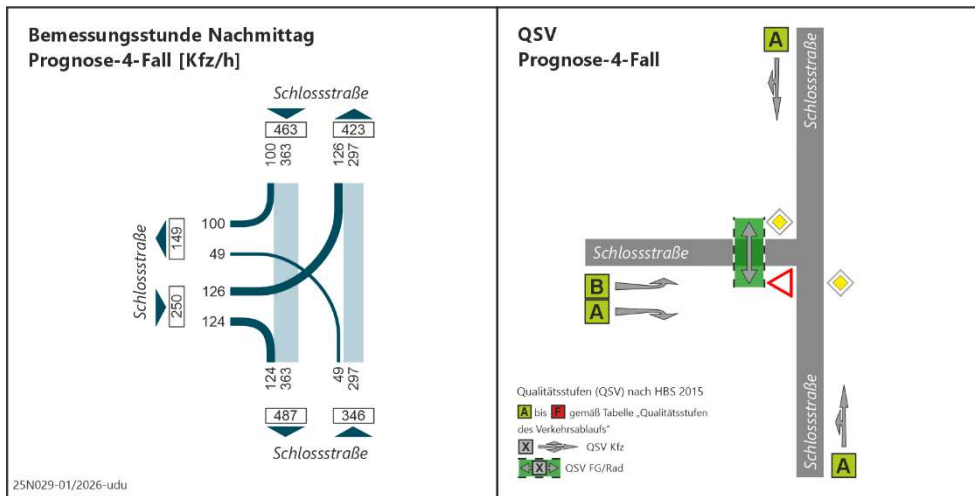 Bemessungsstunde Nachmittag
Prognose-4-Fall [Kfz/h]
Schlossstraße
463
423
100
363
126
297
Schlossstraße
149
250
100
49
126
124
124
363
49
297
487
346
Schlossstraße
25N029-01/2026-udu
QSV
Prognose-4-Fall
A
Schlossstraße
Schlossstraße
B
A
Schlossstraße
A
Qualitätsstufen (QSV) nach HBS 2015
A bis F gemäß Tabelle „Qualitätsstufen
des Verkehrsablaufs"
X QSV Kfz
X QSV FG/Rad